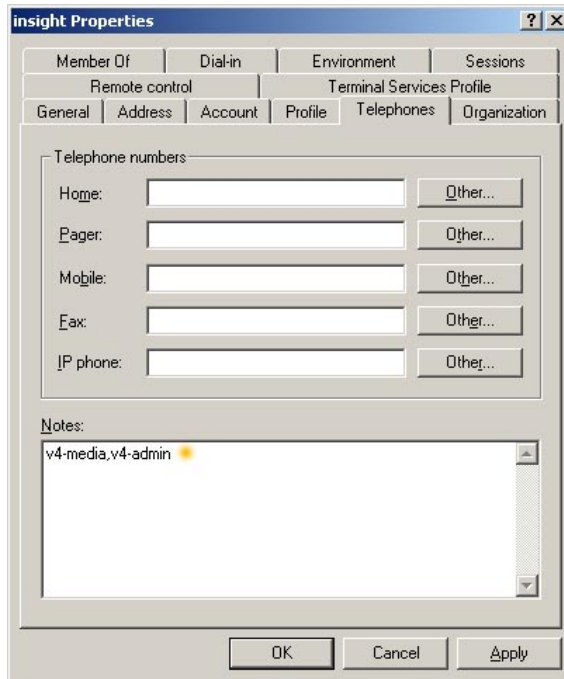 insight Properties
Member Of Dial-in Environment Sessions
Remote control Terminal Services Profile
General Address Account Profile Telephones Organization
Telephone numbers
Home: Other...
Pager: Other...
Mobile: Other...
Fax: Other...
IP phone: Other...
Notes:
v4-media,v4-admin
OK Cancel Apply